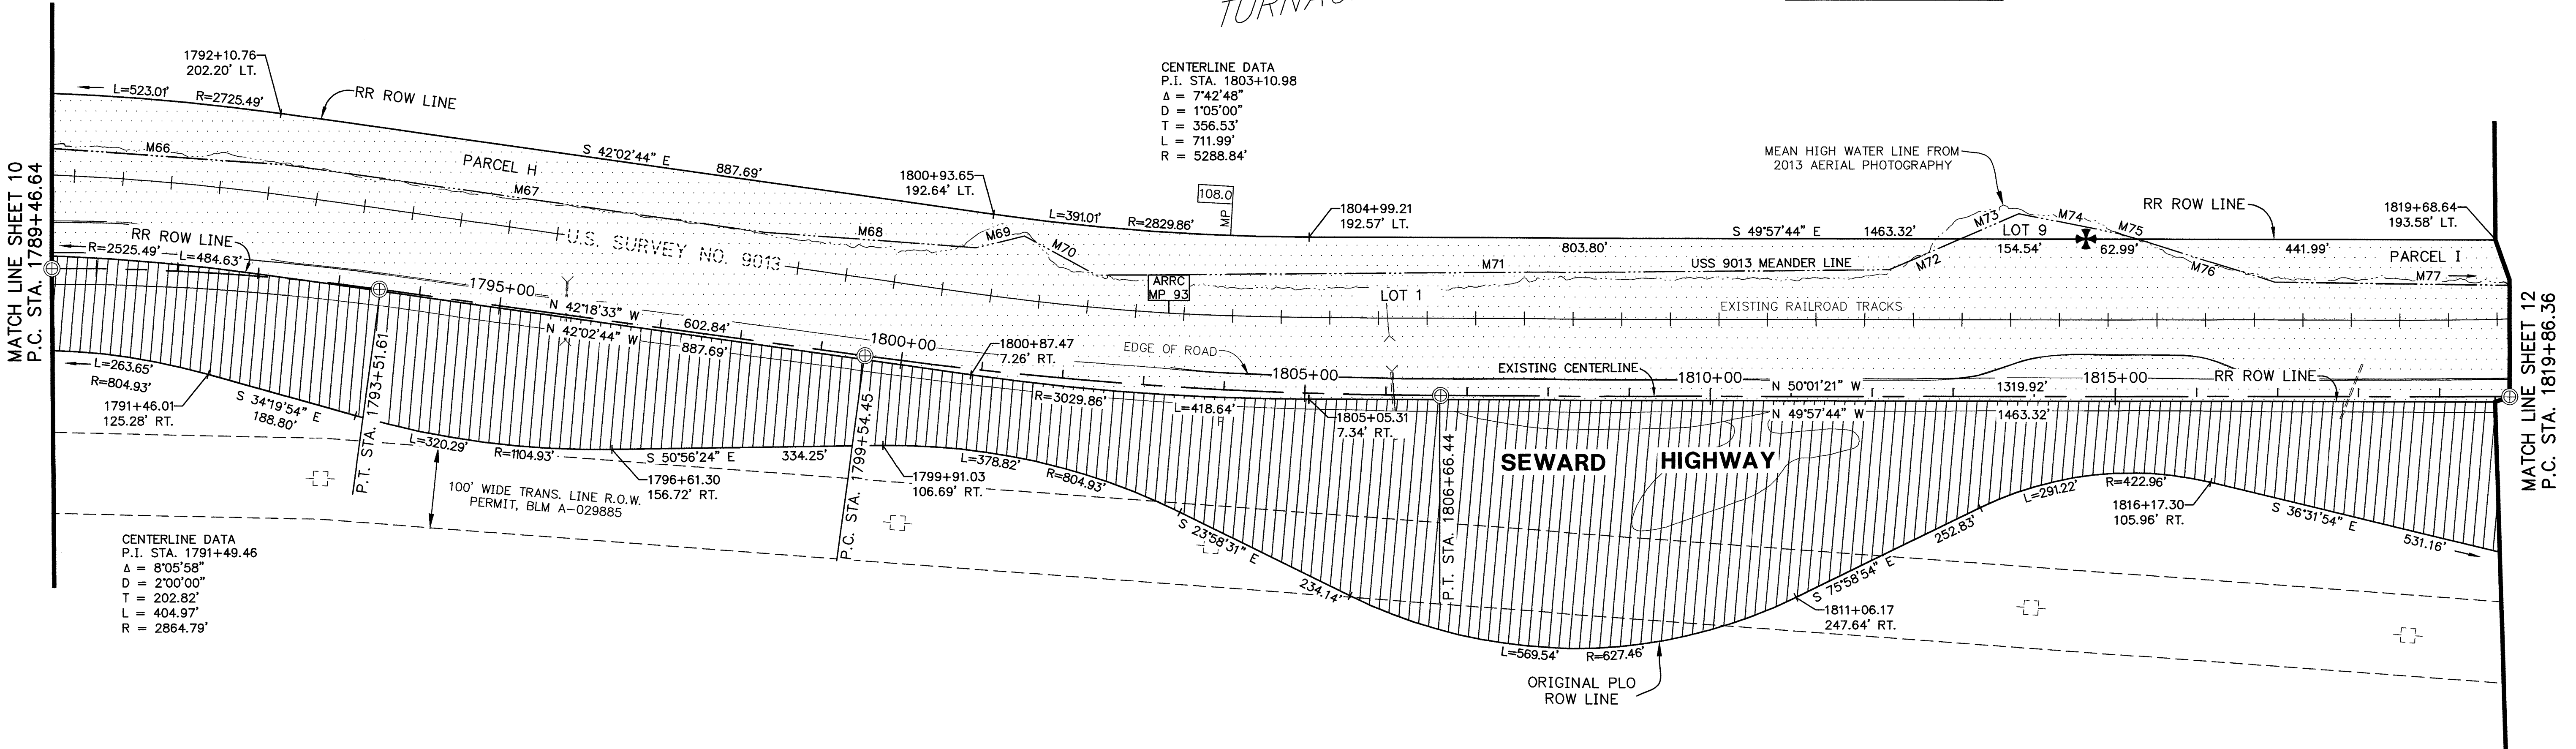 1792+10.76
202.20' LT.
L=523.01'
R=2725.49'
RR ROW LINE
CENTERLINE DATA
P.I. STA. 1803+10.98
Δ = 7°42'48"
D = 1°05'00"
T = 356.53'
L = 711.99'
R = 5288.84'
MATCH LINE SHEET 10
P.C. STA. 1789+46.64
M66
PARCEL H
S 42°02'44" E
887.69'
M67
1800+93.65
192.64' LT.
L=391.01'
R=2829.86'
108.0
MP
1804+99.21
192.57' LT.
MEAN HIGH WATER LINE FROM
2013 AERIAL PHOTOGRAPHY
RR ROW LINE
1819+68.64
193.58' LT.
M68
M69
M70
803.80'
S 49°57'44" E
1463.32'
M73
M74
M75
LOT 9
154.54'
62.99'
441.99'
PARCEL I
M71
USS 9013 MEANDER LINE
M72
M76
M77
RR ROW LINE
R=2525.49'
L=484.63'
U.S. SURVEY NO. 9013
ARRC
MP 93
LOT 1
EXISTING RAILROAD TRACKS
1795+00
N 42°18'33" W
602.84'
N 42°02'44" W
887.69'
1800+00
1800+87.47
7.26' RT.
EDGE OF ROAD
1805+00
EXISTING CENTERLINE
1810+00
N 50°01'21" W
1319.92'
1815+00
RR ROW LINE
MATCH LINE SHEET 12
P.C. STA. 1819+86.36
L=263.65'
R=804.93'
1791+46.01
125.28' RT.
S 34°19'54" E
188.80'
P.T. STA. 1793+51.61
R=3029.86'
L=418.64'
1805+05.31
7.34' RT.
N 49°57'44" W
1463.32'
L=320.29'
R=1104.93'
S 50°56'24" E
334.25'
1796+61.30
156.72' RT.
P.C. STA. 1799+54.45
1799+91.03
106.69' RT.
L=378.82'
R=804.93'
P.T. STA. 1806+66.44
SEWARD HIGHWAY
100' WIDE TRANS. LINE R.O.W.
PERMIT, BLM A-029885
S 23°58'31" E
234.14'
252.83'
L=291.22'
R=422.96'
1816+17.30
105.96' RT.
S 36°31'54" E
531.16'
S 75°58'54" E
1811+06.17
247.64' RT.
CENTERLINE DATA
P.I. STA. 1791+49.46
Δ = 8°05'58"
D = 2°00'00"
T = 202.82'
L = 404.97'
R = 2864.79'
L=569.54'
R=627.46'
ORIGINAL PLO
ROW LINE